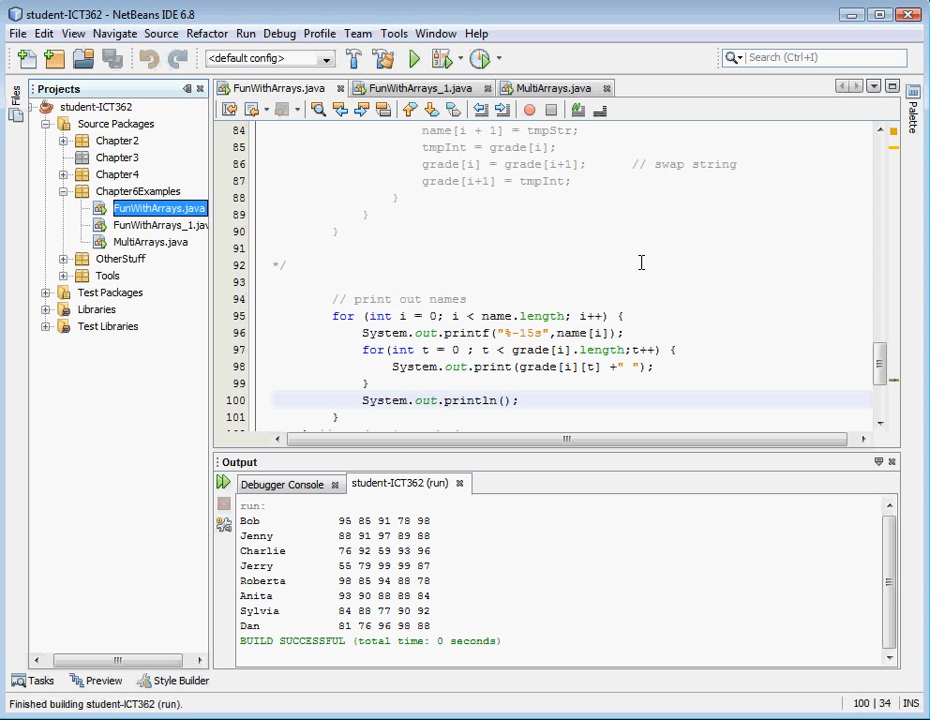 student-ICT362 - NetBeans IDE 6.8
File Edit View Navigate Source Refactor Run Debug Profile Team Tools Window Help
<default config>
Search (Ctrl+I)
Files
Projects
student-ICT362
Source Packages
Chapter2
Chapter3
Chapter4
Chapter6Examples
FunWithArrays.java
FunWithArrays_1.jav
MultiArrays.java
OtherStuff
Tools
Test Packages
Libraries
Test Libraries
FunWithArrays.java FunWithArrays_1.java MultiArrays.java
Palette
84 name[i + 1] = tmpStr;
85 tmpInt = grade[i];
86 grade[i] = grade[i+1]; // swap string
87 grade[i+1] = tmpInt;
88 }
89 }
90 }
91
92 */
93
94 // print out names
95 for (int i = 0; i < name.length; i++) {
96 System.out.printf("%-15s",name[i]);
97 for(int t = 0 ; t < grade[i].length;t++) {
98 System.out.print(grade[i][t] +" ");
99 }
100 System.out.println();
101 }
Output
Debugger Console student-ICT362 (run)
run:
Bob 95 85 91 78 98
Jenny 88 91 97 89 88
Charlie 76 92 59 93 96
Jerry 55 79 99 99 87
Roberta 98 85 94 88 78
Anita 93 90 88 88 84
Sylvia 84 88 77 90 92
Dan 81 76 96 98 88
BUILD SUCCESSFUL (total time: 0 seconds)
Tasks Preview Style Builder
Finished building student-ICT362 (run).
100 | 34 INS